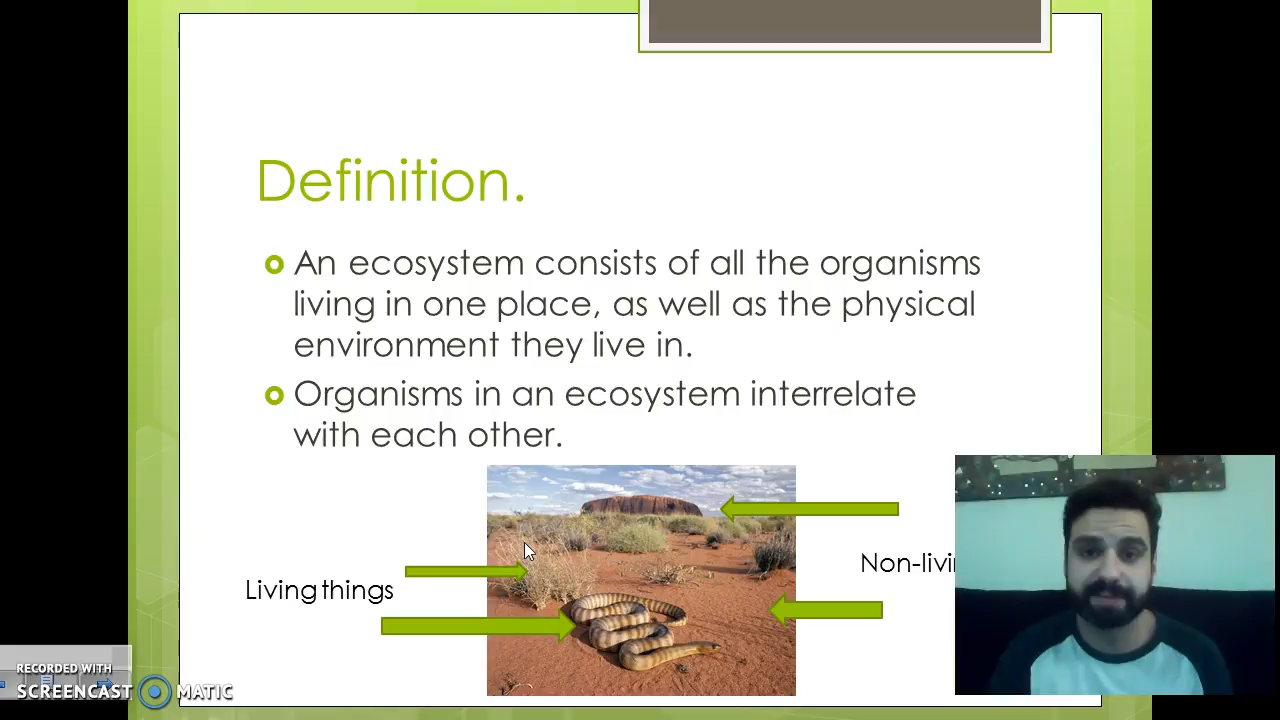 Definition.
An ecosystem consists of all the organisms
living in one place, as well as the physical
environment they live in.
Organisms in an ecosystem interrelate
with each other.
Living things
RECORDED WITH
SCREENCAST MATIC